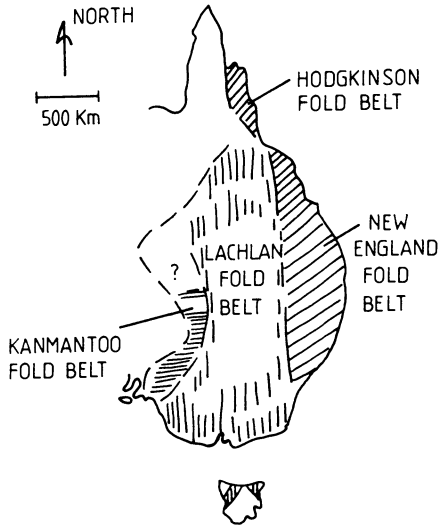 NORTH
500 Km
HODGKINSON
FOLD BELT
NEW
ENGLAND
FOLD
BELT
LACHLAN
FOLD
BELT
?
KANMANTOO
FOLD BELT